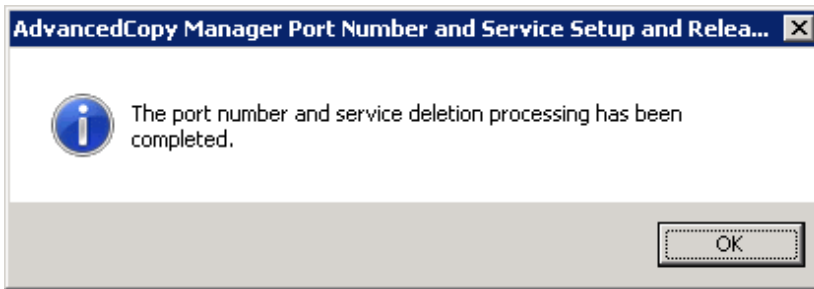 AdvancedCopy Manager Port Number and Service Setup and Relea...
The port number and service deletion processing has been
completed.
OK